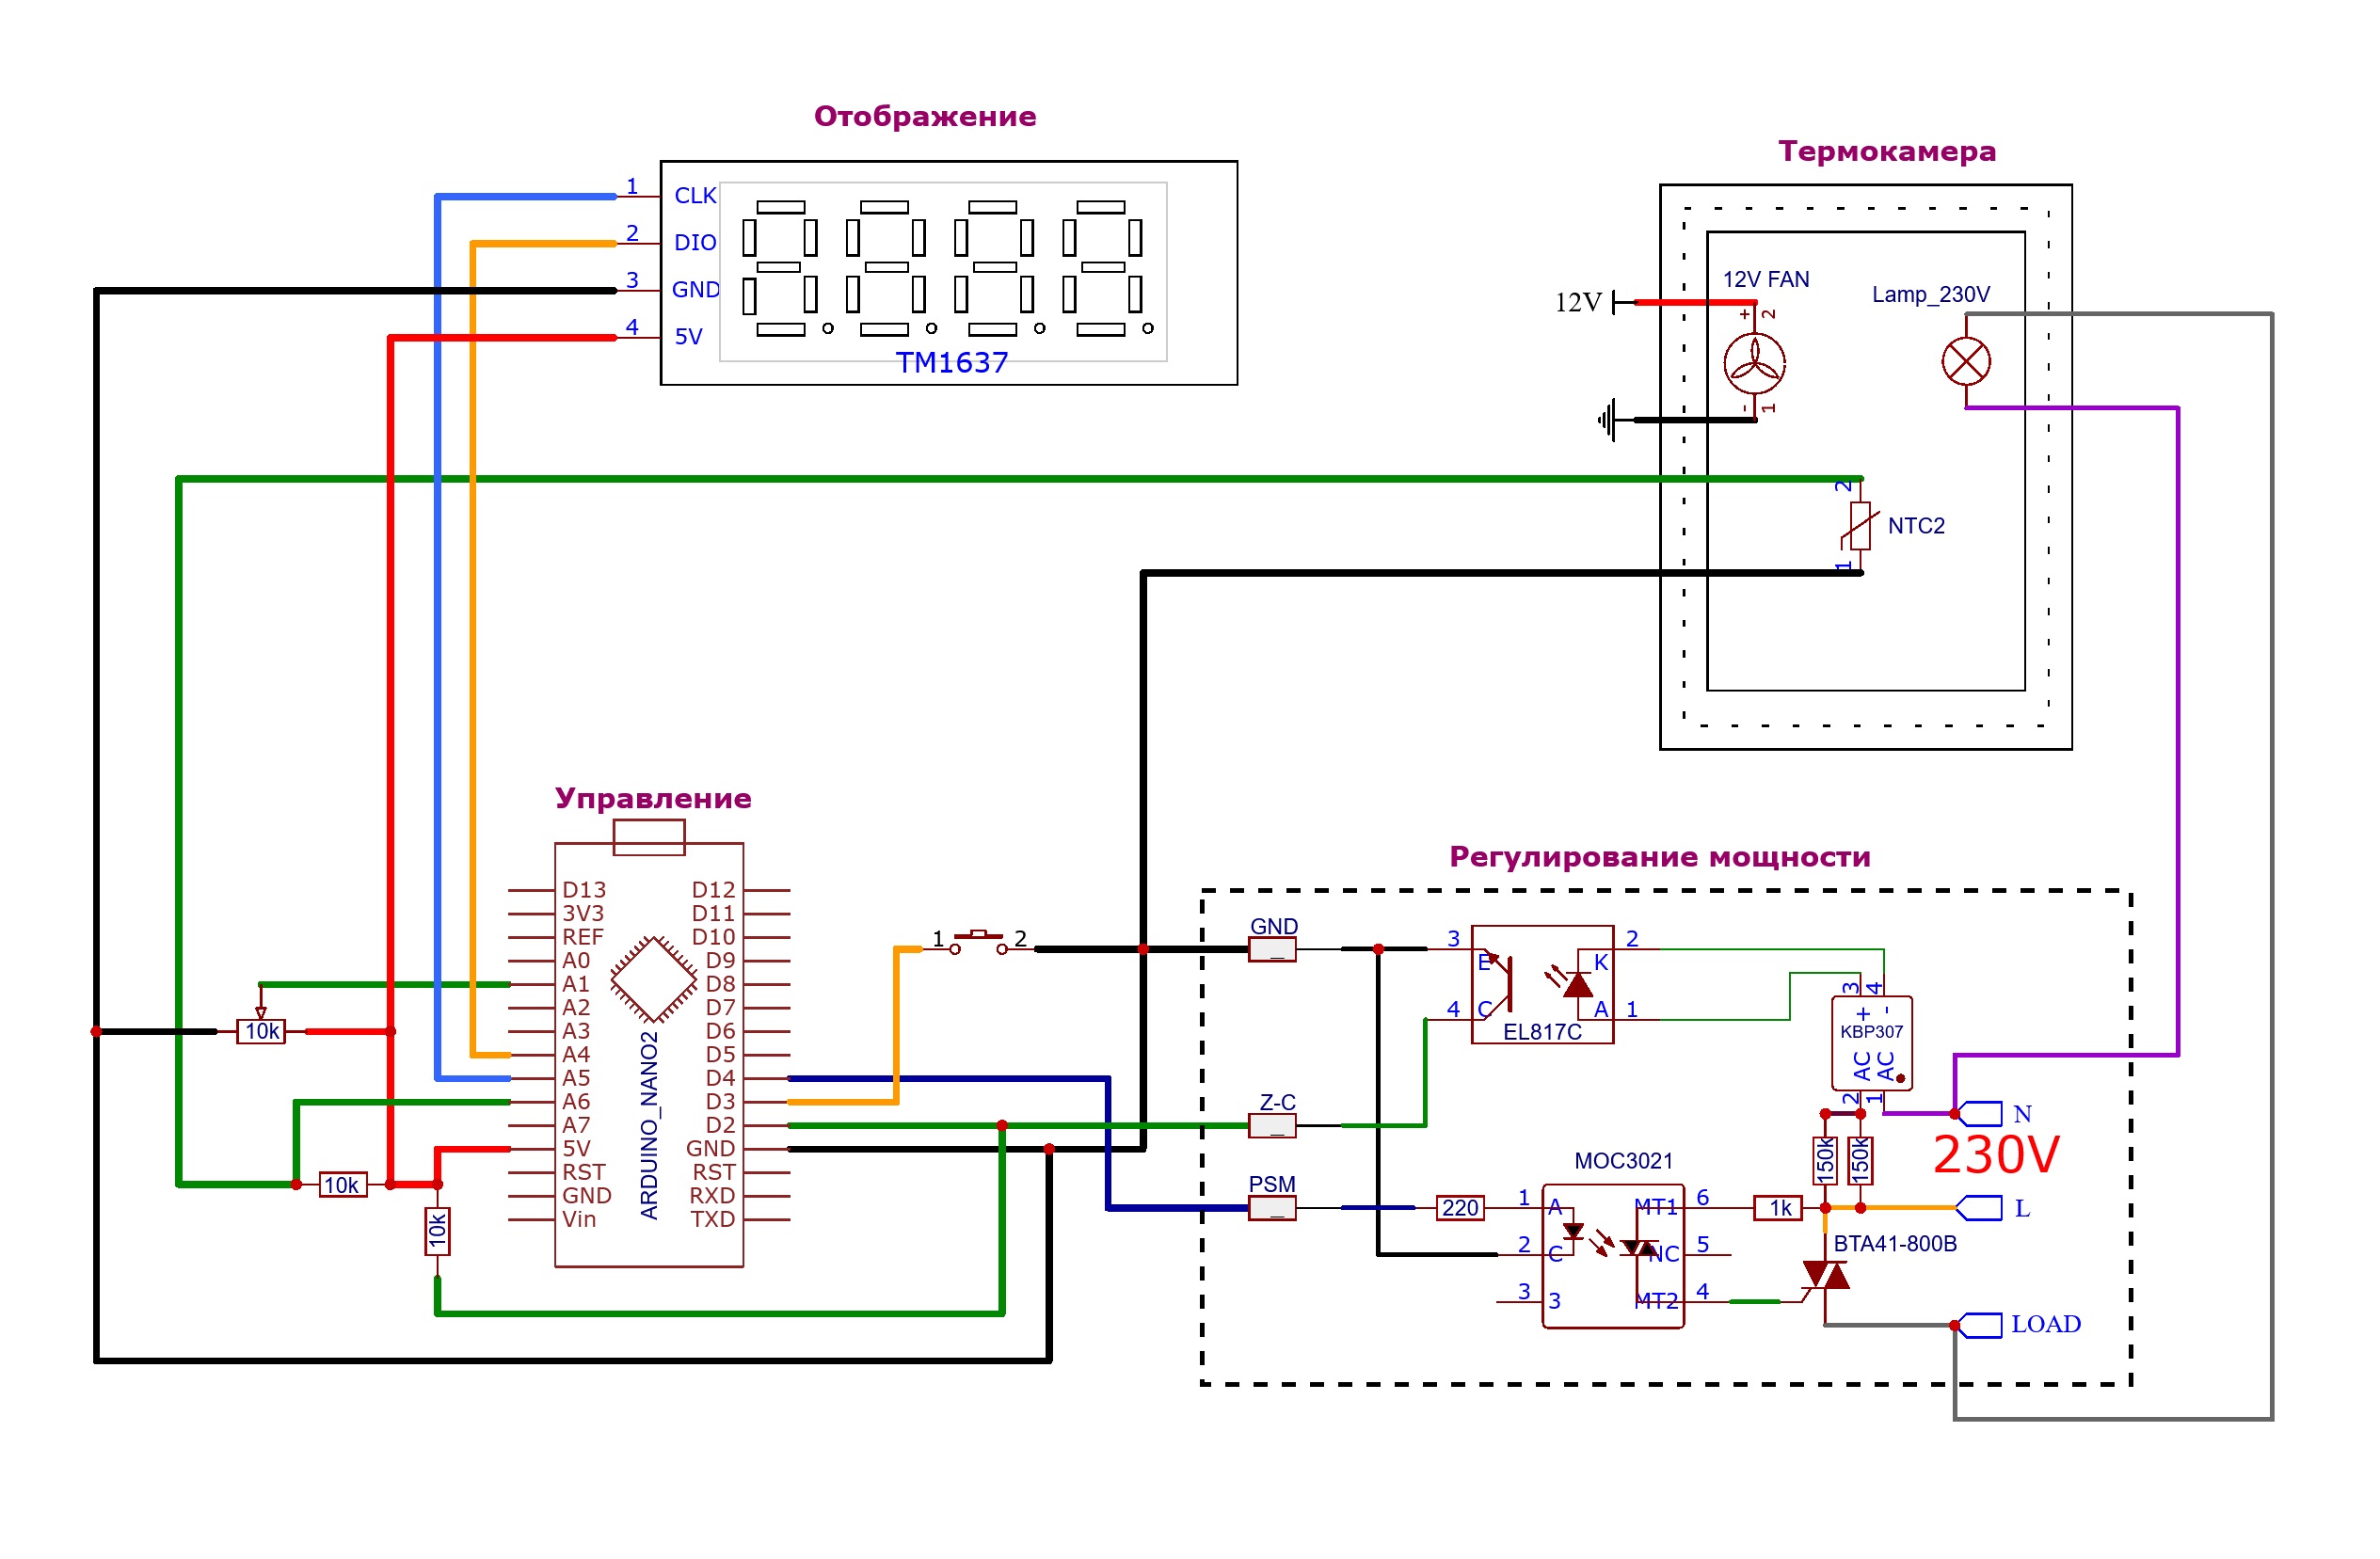 Отображение
Термокамера
1 CLK
2 DIO
3 GND
4 5V
TM1637
12V FAN
Lamp_230V
12V
+ 2
- 1
2
NTC2
1
Управление
D13 D12
3V3 D11
REF D10
A0 D9
A1 D8
A2 D7
A3 D6
A4 D5
A5 D4
A6 D3
A7 D2
5V GND
RST RST
GND RXD
Vin TXD
ARDUINO_NANO2
10k
10k
10k
1 2
Регулирование мощности
GND
_
3 E
4 C
K 2
A 1
EL817C
3 4
+ -
KBP307
AC AC
2 1
Z-C
_
N
230V
150k 150k
MOC3021
PSM
_
220
1 A
2 C
3 3
MT1 6
NC 5
MT2 4
1k
L
BTA41-800B
LOAD